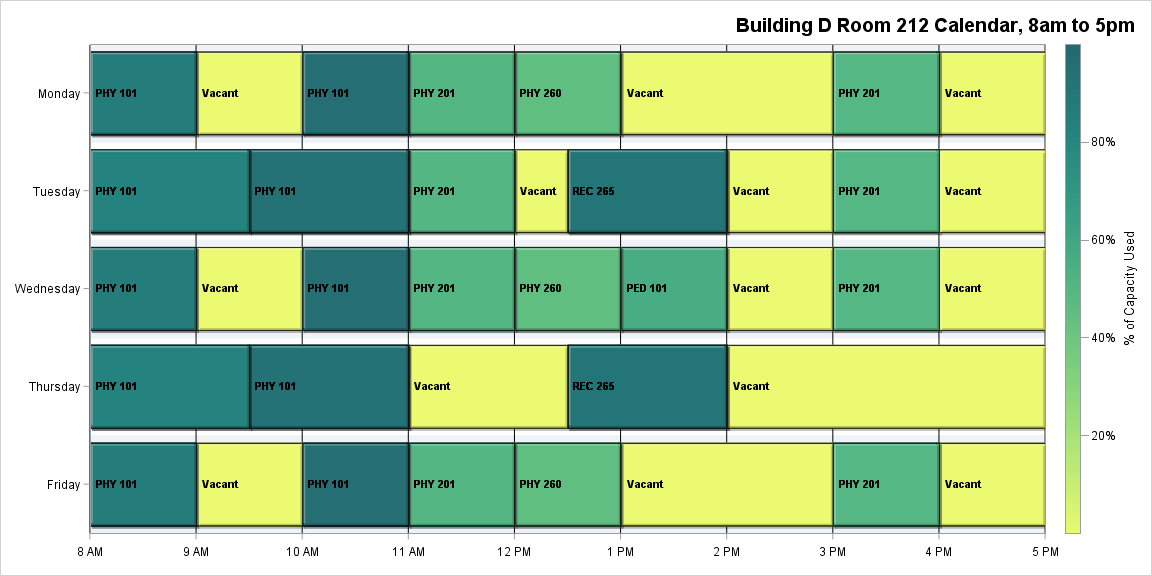 Building D Room 212 Calendar, 8am to 5pm
Monday
PHY 101
Vacant
PHY 101
PHY 201
PHY 260
Vacant
PHY 201
Vacant
Tuesday
PHY 101
PHY 101
PHY 201
Vacant
REC 265
Vacant
PHY 201
Vacant
Wednesday
PHY 101
Vacant
PHY 101
PHY 201
PHY 260
PED 101
Vacant
PHY 201
Vacant
Thursday
PHY 101
PHY 101
Vacant
REC 265
Vacant
Friday
PHY 101
Vacant
PHY 101
PHY 201
PHY 260
Vacant
PHY 201
Vacant
8 AM
9 AM
10 AM
11 AM
12 PM
1 PM
2 PM
3 PM
4 PM
5 PM
80%
60%
40%
20%
% of Capacity Used